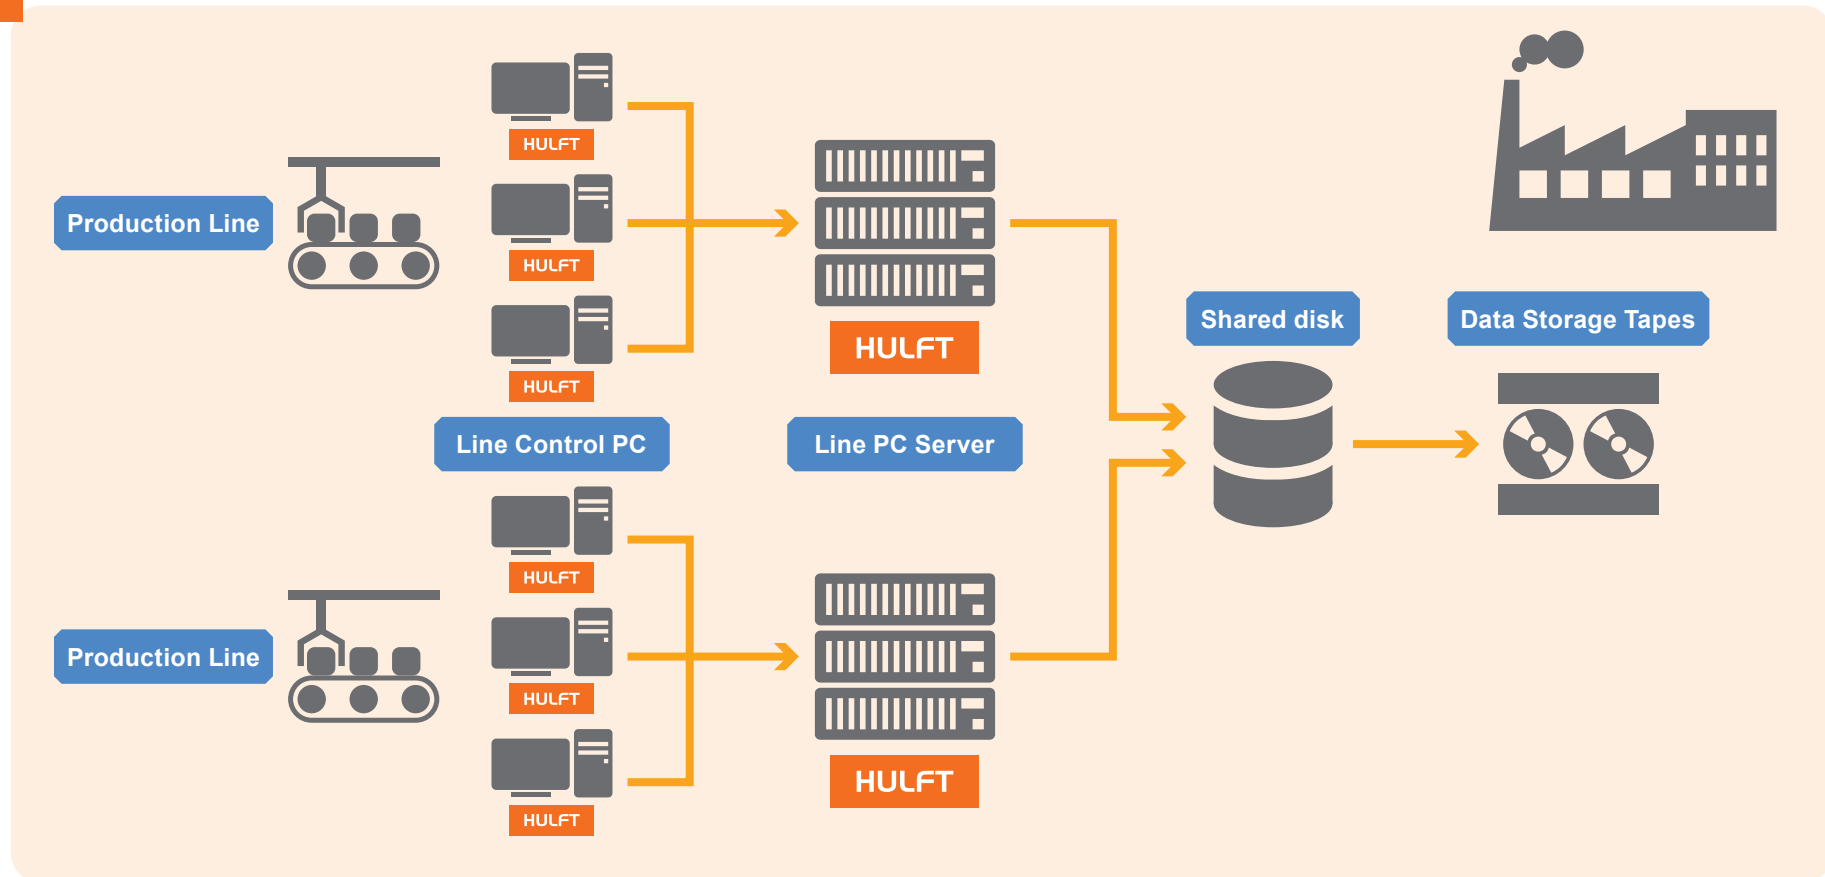 HULFT
HULFT
HULFT
Production Line
HULFT
Shared disk
Data Storage Tapes
Line Control PC
Line PC Server
HULFT
HULFT
HULFT
Production Line
HULFT